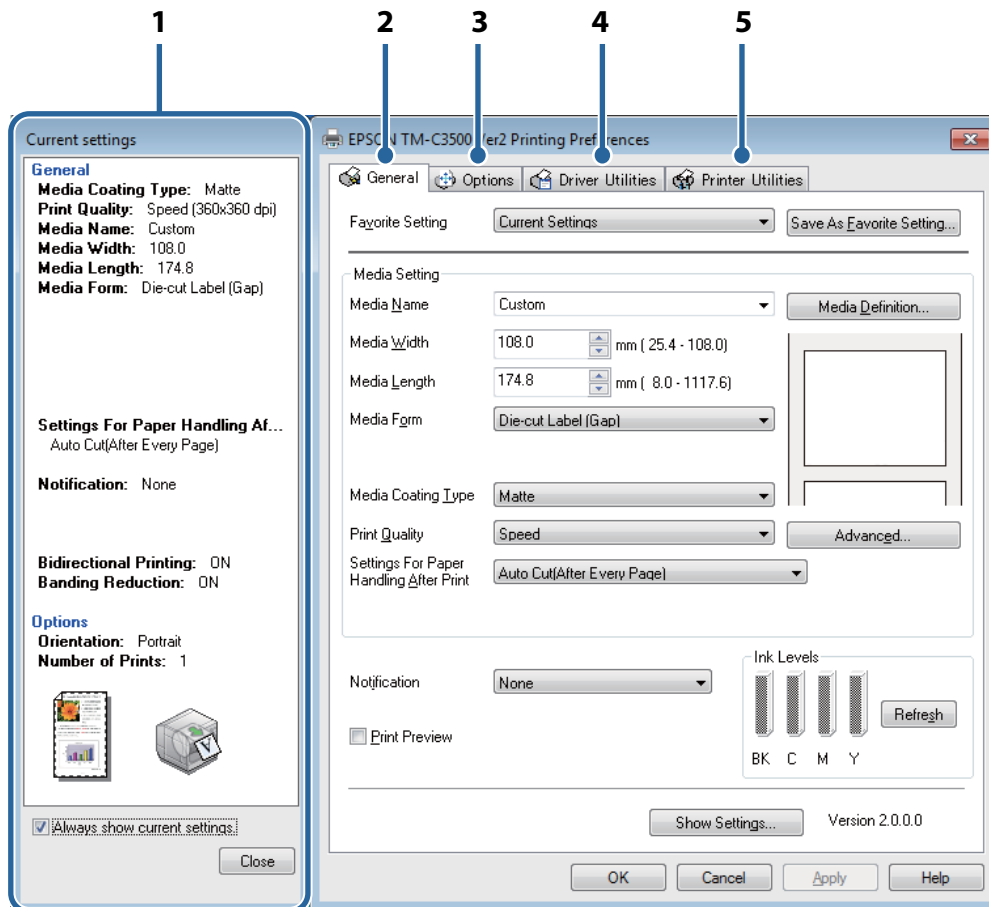 1
2
3
4
5
Current settings
General
Media Coating Type: Matte
Print Quality: Speed (360x360 dpi)
Media Name: Custom
Media Width: 108.0
Media Length: 174.8
Media Form: Die-cut Label (Gap)
Settings For Paper Handling Af...
Auto Cut(After Every Page)
Notification: None
Bidirectional Printing: ON
Banding Reduction: ON
Options
Orientation: Portrait
Number of Prints: 1
Always show current settings.
Close
EPSON TM-C3500 Ver2 Printing Preferences
General
Options
Driver Utilities
Printer Utilities
Favorite Setting
Current Settings
Save As Favorite Setting...
Media Setting
Media Name
Custom
Media Definition...
Media Width
108.0
mm ( 25.4 - 108.0)
Media Length
174.8
mm ( 8.0 - 1117.6)
Media Form
Die-cut Label (Gap)
Media Coating Type
Matte
Print Quality
Speed
Advanced...
Settings For Paper
Handling After Print
Auto Cut(After Every Page)
Notification
None
Print Preview
Ink Levels
Refresh
BK C M Y
Show Settings...
Version 2.0.0.0
OK
Cancel
Apply
Help